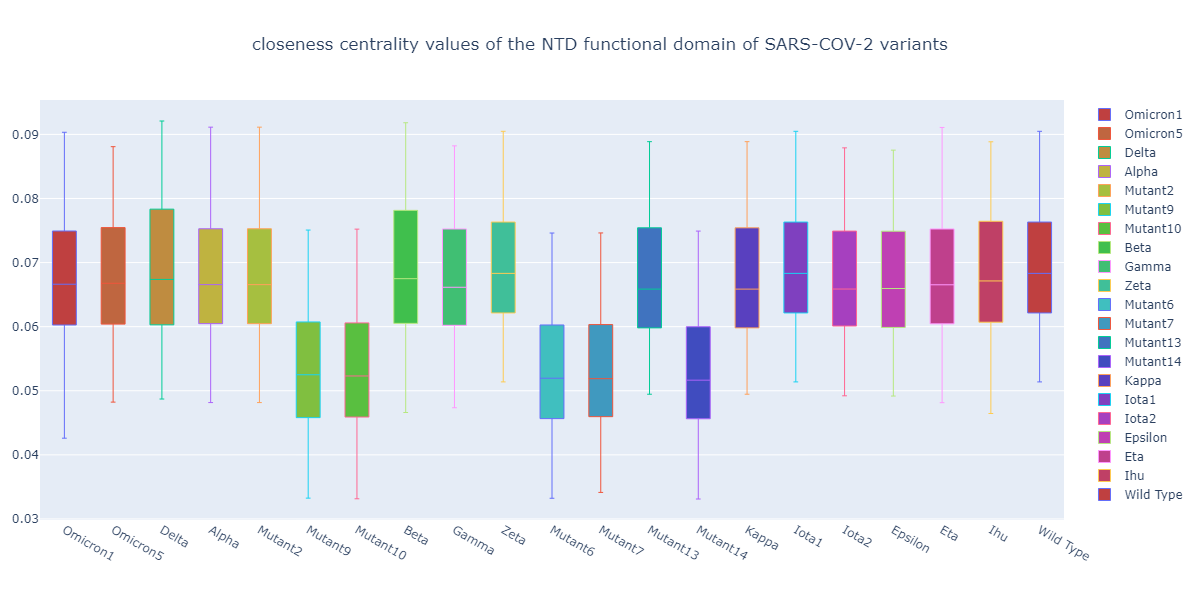 closeness centrality values of the NTD functional domain of SARS-COV-2 variants
0.09
0.08
0.07
0.06
0.05
0.04
0.03
Omicron1
Omicron5
Delta
Alpha
Mutant2
Mutant9
Mutant10
Beta
Gamma
Zeta
Mutant6
Mutant7
Mutant13
Mutant14
Kappa
Iota1
Iota2
Epsilon
Eta
Ihu
Wild Type
Omicron1
Omicron5
Delta
Alpha
Mutant2
Mutant9
Mutant10
Beta
Gamma
Zeta
Mutant6
Mutant7
Mutant13
Mutant14
Kappa
Iota1
Iota2
Epsilon
Eta
Ihu
Wild Type